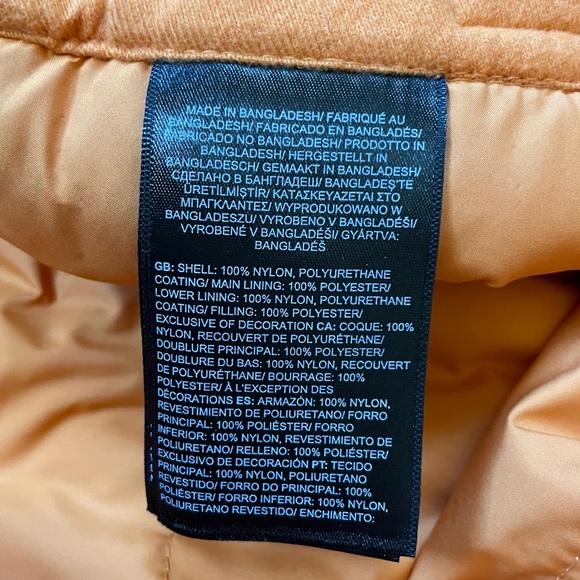 MADE IN BANGLADESH/ FABRIQUÉ AU
BANGLADESH/ FABRICADO EN BANGLADÉS/
FABRICADO NO BANGLADESH/ PRODOTTO IN
BANGLADESH/ HERGESTELLT IN
BANGLADESCH/ GEMAAKT IN BANGLADESH/
СДЕЛАНО В БАНГЛАДЕШ/ BANGLADEŞ'TE
ÜRETİLMİŞTİR/ ΚΑΤΑΣΚΕΥΑΖΕΤΑΙ ΣΤΟ
ΜΠΑΓΚΛΑΝΤΕΣ/ WYPRODUKOWANO W
BANGLADESZU/ VYROBENO V BANGLADÉŠI/
VYROBENÉ V BANGLADÉŠI/ GYÁRTVA:
BANGLADÉS
GB: SHELL: 100% NYLON, POLYURETHANE
COATING/ MAIN LINING: 100% POLYESTER/
LOWER LINING: 100% NYLON, POLYURETHANE
COATING/ FILLING: 100% POLYESTER/
EXCLUSIVE OF DECORATION CA: COQUE: 100%
NYLON, RECOUVERT DE POLYURÉTHANE/
DOUBLURE PRINCIPAL: 100% POLYESTER/
DOUBLURE DU BAS: 100% NYLON, RECOUVERT
DE POLYURÉTHANE/ BOURRAGE: 100%
POLYESTER/ À L'EXCEPTION DES
DÉCORATIONS ES: ARMAZÓN: 100% NYLON,
REVESTIMIENTO DE POLIURETANO/ FORRO
PRINCIPAL: 100% POLIÉSTER/ FORRO
INFERIOR: 100% NYLON, REVESTIMIENTO DE
POLIURETANO/ RELLENO: 100% POLIÉSTER/
EXCLUSIVO DE DECORACIÓN PT: TECIDO
PRINCIPAL: 100% NYLON, POLIURETANO
REVESTIDO/ FORRO DO PRINCIPAL: 100%
POLIÉSTER/ FORRO INFERIOR: 100% NYLON,
POLIURETANO REVESTIDO/ ENCHIMENTO: